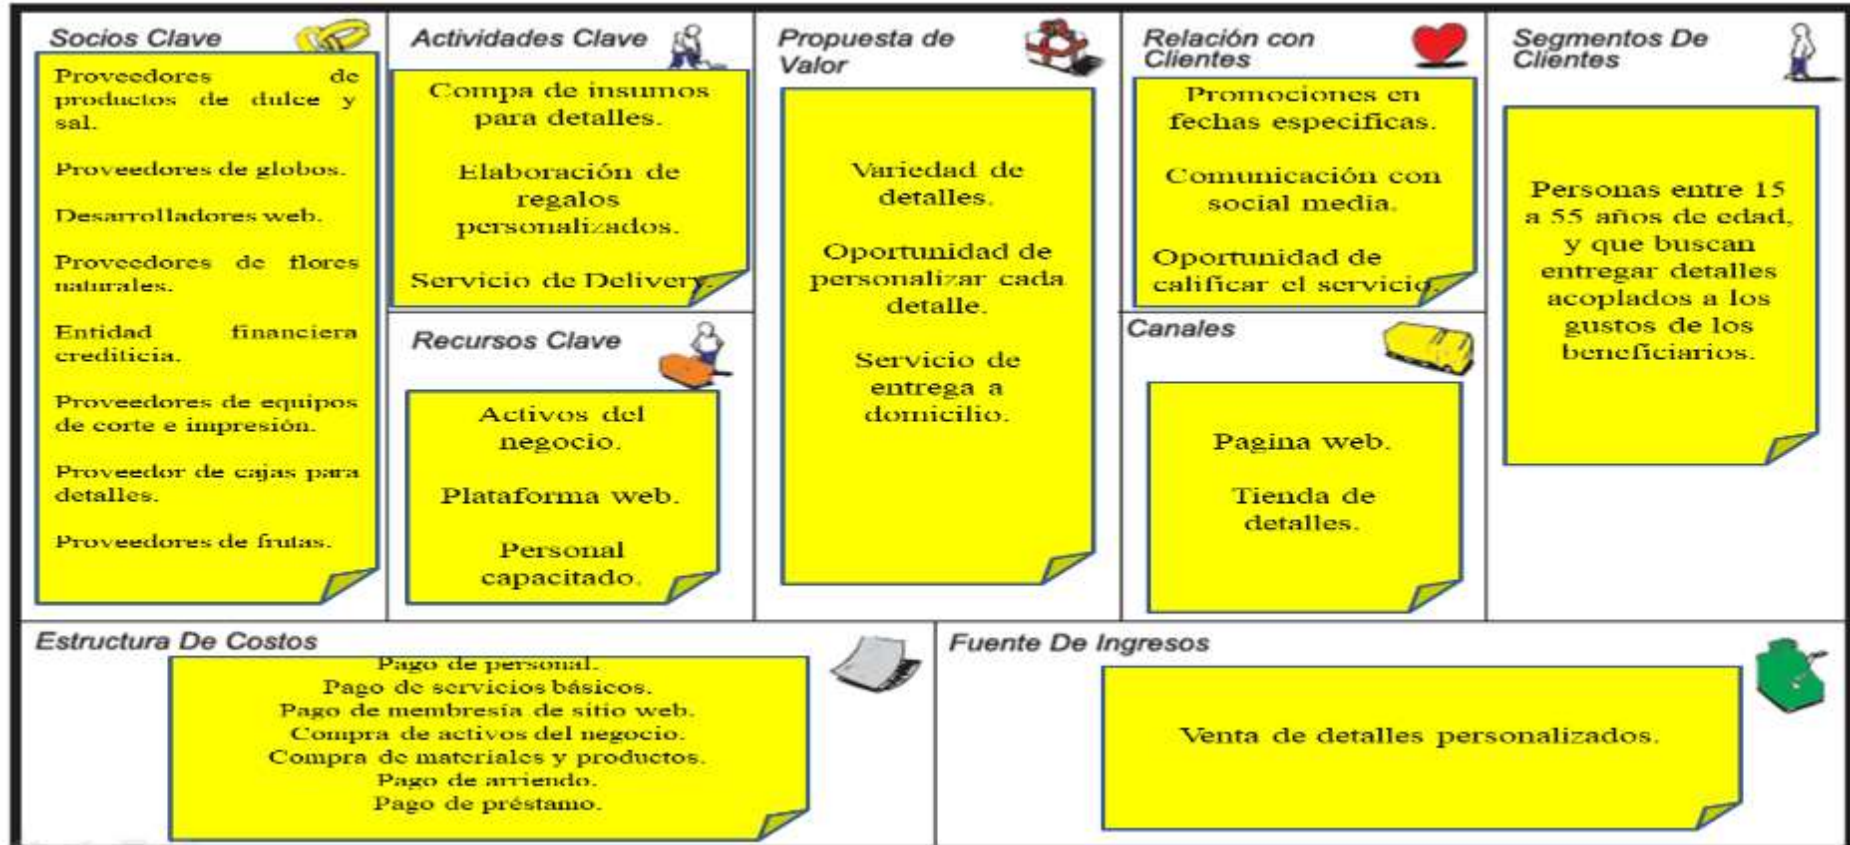 Socios Clave
Proveedores de
productos de dulce y
sal.
Proveedores de globos.
Desarrolladores web.
Proveedores de flores
naturales.
Entidad financiera
crediticia.
Proveedores de equipos
de corte e impresión.
Proveedor de cajas para
detalles.
Proveedores de frutas.
Actividades Clave
Compa de insumos
para detalles.
Elaboración de
regalos
personalizados.
Servicio de Delivery.
Recursos Clave
Activos del
negocio.
Plataforma web.
Personal
capacitado.
Propuesta de
Valor
Variedad de
detalles.
Oportunidad de
personalizar cada
detalle.
Servicio de
entrega a
domicilio.
Relación con
Clientes
Promociones en
fechas especificas.
Comunicación con
social media.
Oportunidad de
calificar el servicio.
Canales
Pagina web.
Tienda de
detalles.
Segmentos De
Clientes
Personas entre 15
a 55 años de edad,
y que buscan
entregar detalles
acoplados a los
gustos de los
beneficiarios.
Estructura De Costos
Pago de personal.
Pago de servicios básicos.
Pago de membresía de sitio web.
Compra de activos del negocio.
Compra de materiales y productos.
Pago de arriendo.
Pago de préstamo.
Fuente De Ingresos
Venta de detalles personalizados.